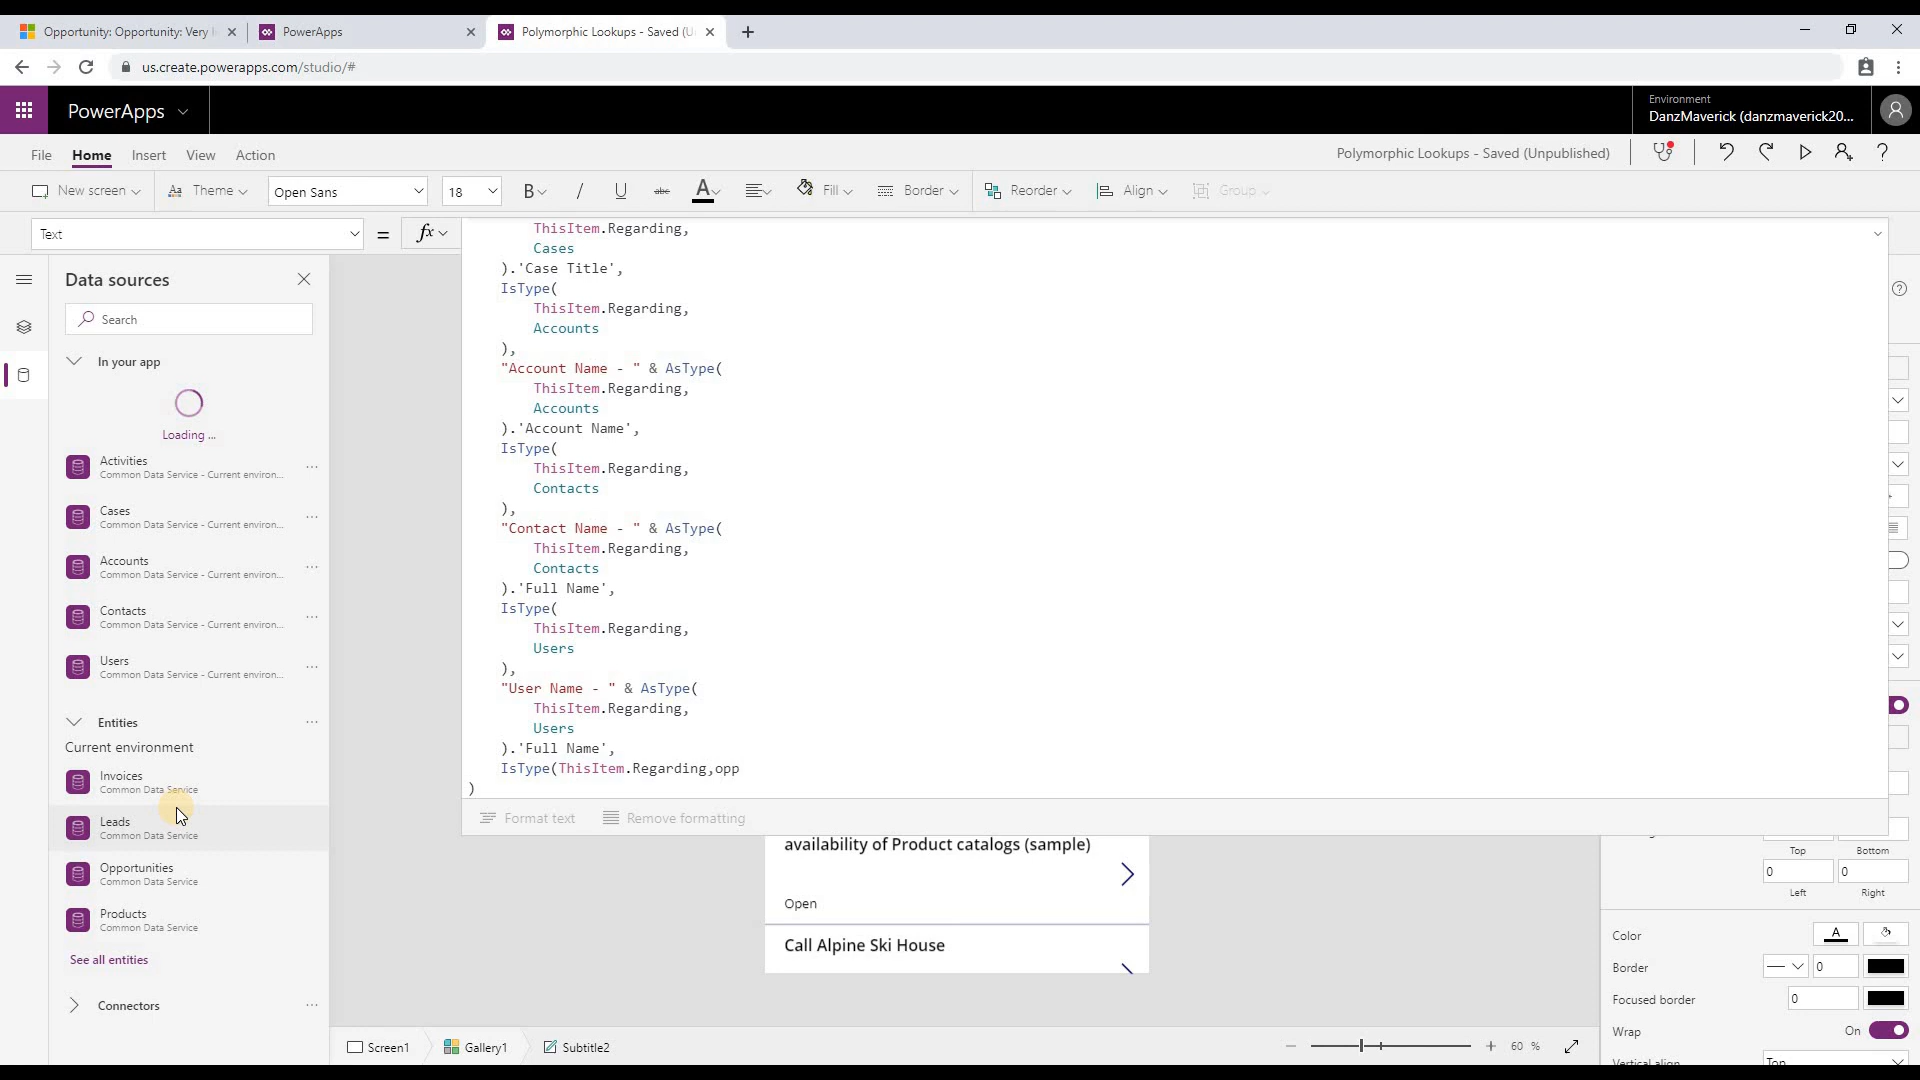 Opportunity: Opportunity: Very
PowerApps
Polymorphic Lookups - Saved (U
us.create.powerapps.com/studio/#
PowerApps
Environment
DanzMaverick (danzmaverick20...
File
Home
Insert
View
Action
Polymorphic Lookups - Saved (Unpublished)
New screen
Theme
Open Sans
18
B
/
U
abc
A
Fill
Border
Reorder
Align
Group
Text
=
fx
Data sources
Search
In your app
Loading ...
Activities
Common Data Service - Current environ...
Cases
Common Data Service - Current environ...
Accounts
Common Data Service - Current environ...
Contacts
Common Data Service - Current environ...
Users
Common Data Service - Current environ...
Entities
Current environment
Invoices
Common Data Service
Leads
Common Data Service
Opportunities
Common Data Service
Products
Common Data Service
See all entities
Connectors
ThisItem.Regarding,
Cases
).'Case Title',
IsType(
ThisItem.Regarding,
Accounts
),
"Account Name - " & AsType(
ThisItem.Regarding,
Accounts
).'Account Name',
IsType(
ThisItem.Regarding,
Contacts
),
"Contact Name - " & AsType(
ThisItem.Regarding,
Contacts
).'Full Name',
IsType(
ThisItem.Regarding,
Users
),
"User Name - " & AsType(
ThisItem.Regarding,
Users
).'Full Name',
IsType(ThisItem.Regarding,opp
)
Format text
Remove formatting
availability of Product catalogs (sample)
Open
Call Alpine Ski House
Top
Bottom
0
0
Left
Right
Color
A
Border
0
Focused border
0
Wrap
On
Vertical align
Top
Screen1
Gallery1
Subtitle2
60 %